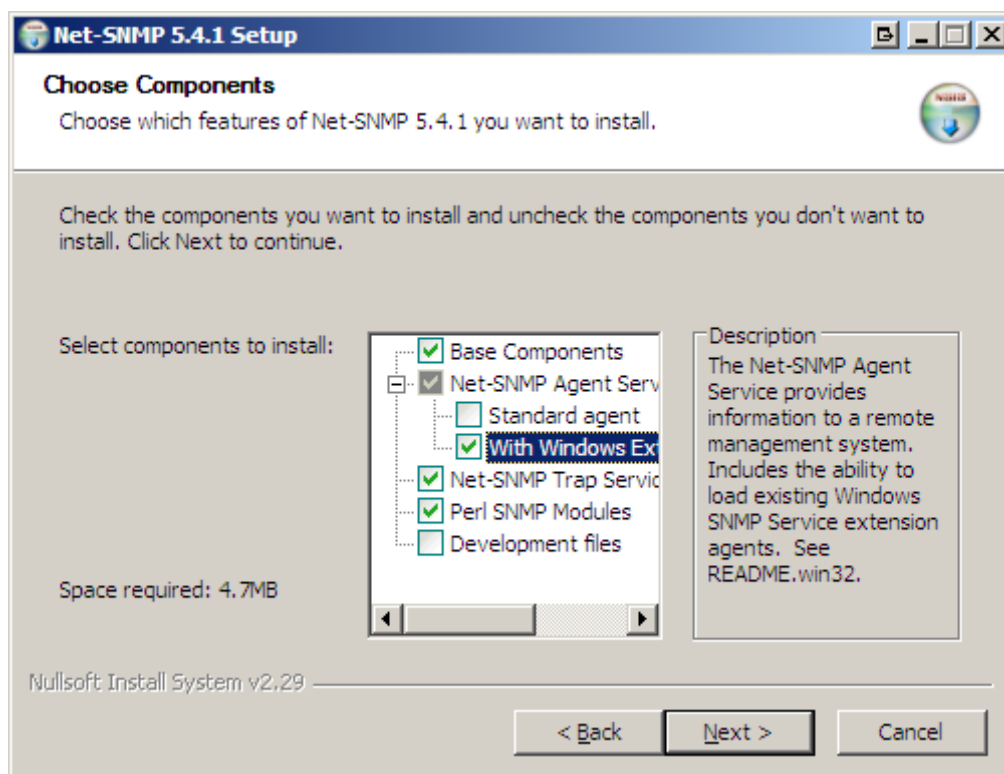 Net-SNMP 5.4.1 Setup
Choose Components
Choose which features of Net-SNMP 5.4.1 you want to install.
Check the components you want to install and uncheck the components you don't want to
install. Click Next to continue.
Select components to install:
Base Components
Net-SNMP Agent Serv
Standard agent
With Windows Ext
Net-SNMP Trap Servic
Perl SNMP Modules
Development files
Space required: 4.7MB
Description
The Net-SNMP Agent
Service provides
information to a remote
management system.
Includes the ability to
load existing Windows
SNMP Service extension
agents. See
README.win32.
Nullsoft Install System v2.29
< Back
Next >
Cancel